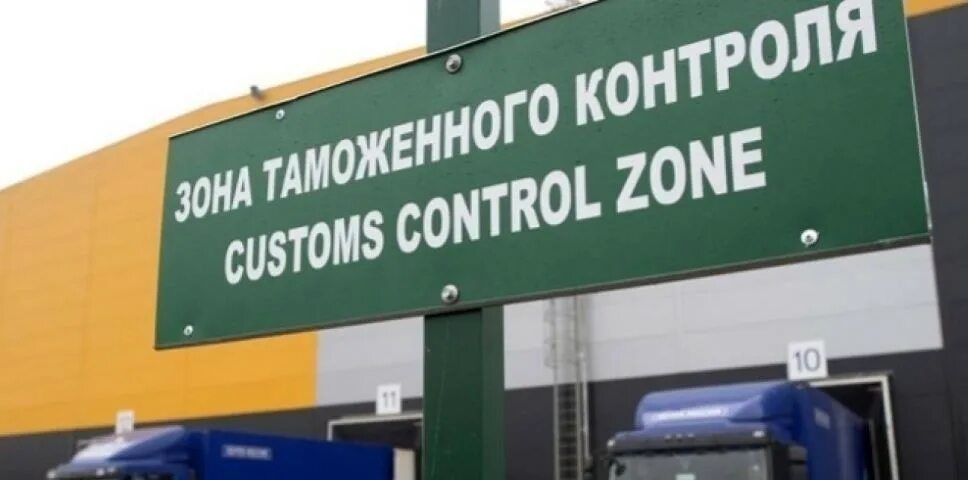 ЗОНА ТАМОЖЕННОГО КОНТРОЛЯ
CUSTOMS CONTROL ZONE
10
11